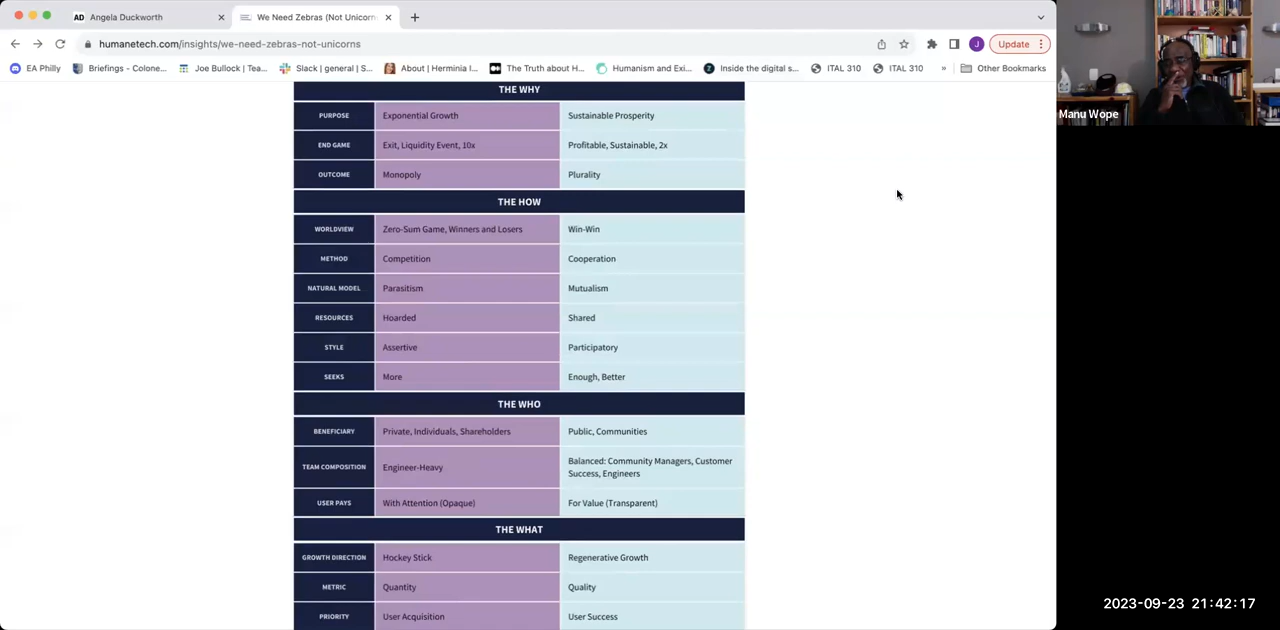 AD Angela Duckworth
We Need Zebras (Not Unicorn
humanetech.com/insights/we-need-zebras-not-unicorns
J
Update
EA Philly
Briefings - Colone...
Joe Bullock | Tea...
Slack | general | S...
About | Herminia I...
The Truth about H...
Humanism and Exi...
Inside the digital s...
ITAL 310
ITAL 310
»
Other Bookmarks
Manu Wope
THE WHY
PURPOSE Exponential Growth Sustainable Prosperity
END GAME Exit, Liquidity Event, 10x Profitable, Sustainable, 2x
OUTCOME Monopoly Plurality
THE HOW
WORLDVIEW Zero-Sum Game, Winners and Losers Win-Win
METHOD Competition Cooperation
NATURAL MODEL Parasitism Mutualism
RESOURCES Hoarded Shared
STYLE Assertive Participatory
SEEKS More Enough, Better
THE WHO
BENEFICIARY Private, Individuals, Shareholders Public, Communities
TEAM COMPOSITION Engineer-Heavy Balanced: Community Managers, Customer
Success, Engineers
USER PAYS With Attention (Opaque) For Value (Transparent)
THE WHAT
GROWTH DIRECTION Hockey Stick Regenerative Growth
METRIC Quantity Quality
PRIORITY User Acquisition User Success
2023-09-23 21:42:17